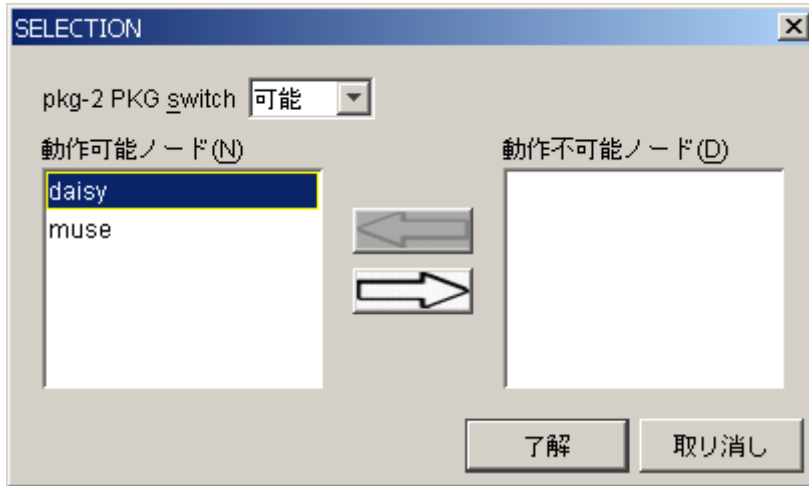 SELECTION
pkg-2 PKG switch 可能
動作可能ノード(N)
動作不可能ノード(D)
daisy
muse
了解
取り消し